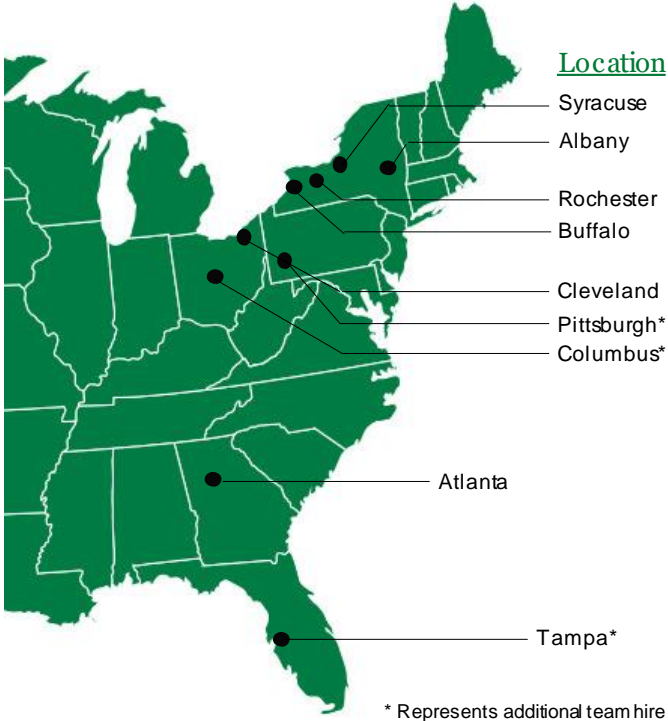 Location
Syracuse
Albany
Rochester
Buffalo
Cleveland
Pittsburgh*
Columbus*
Atlanta
Tampa*
* Represents additional team hire